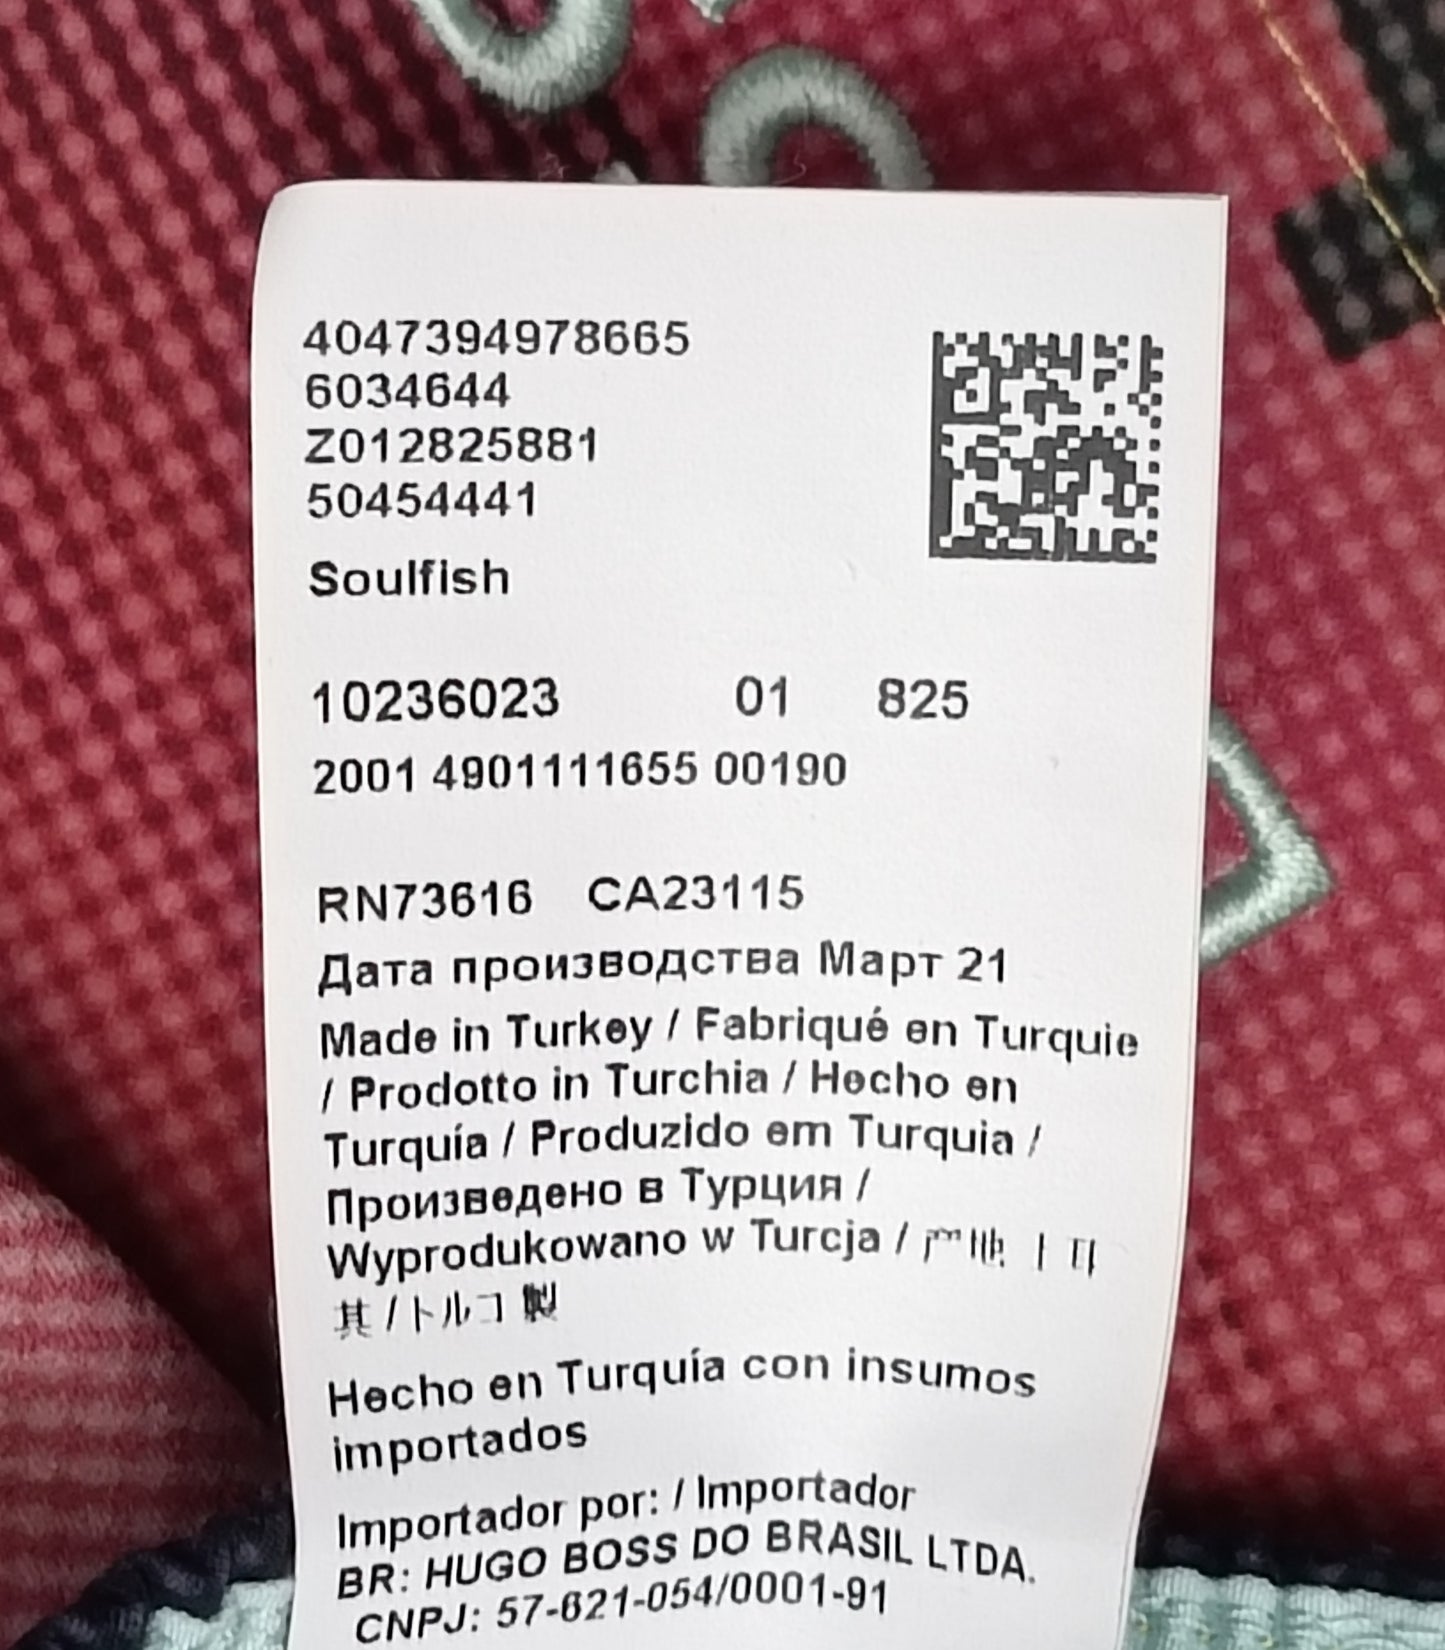 4047394978665
6034644
Z012825881
50454441
Soulfish
10236023 01 825
2001 4901111655 00190
RN73616 CA23115
Дата производства Март 21
Made in Turkey / Fabriqué en Turquie
/ Prodotto in Turchia / Hecho en
Turquía / Produzido em Turquia /
Произведено в Турция /
Wyprodukowano w Turcja /
其 / トルコ 製
Hecho en Turquía con insumos
importados
Importador por: / Importador
BR: HUGO BOSS DO BRASIL LTDA.
CNPJ: 57-621-054/0001-91